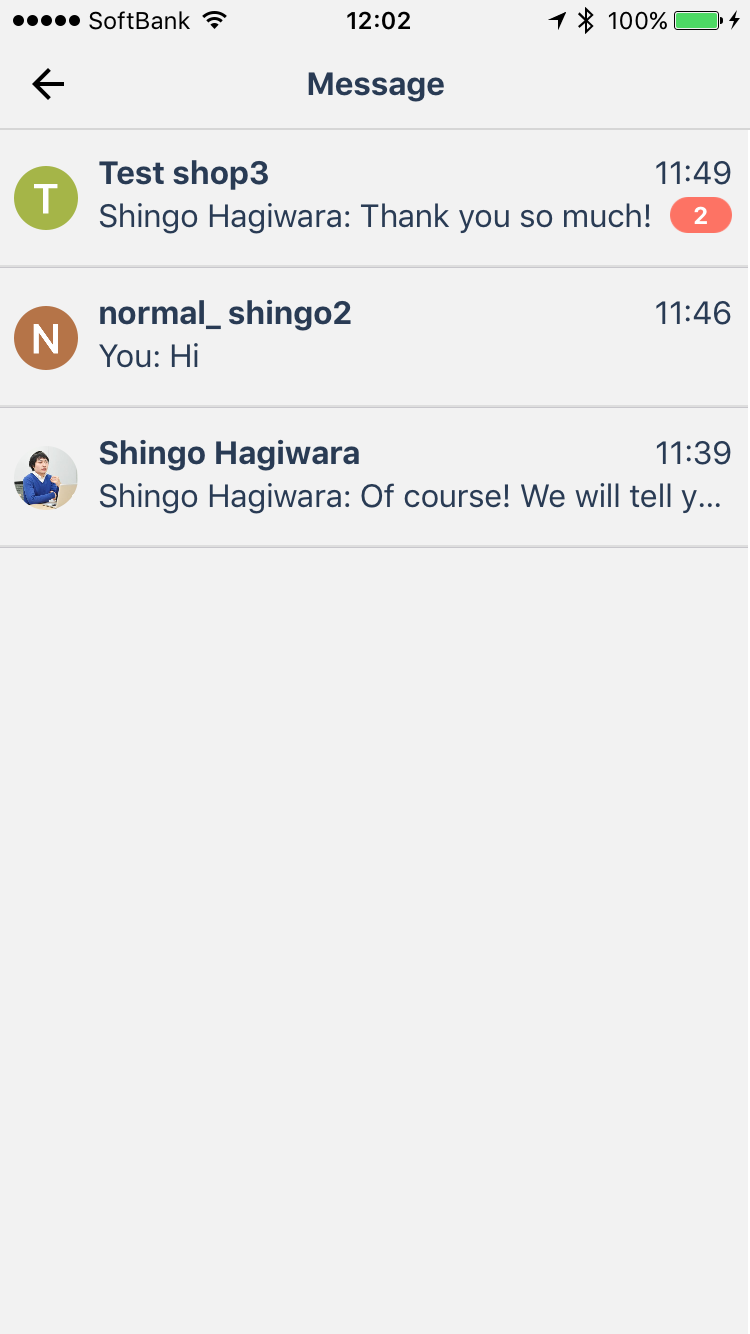 SoftBank 12:02 100%
Message
T Test shop3 11:49
Shingo Hagiwara: Thank you so much! 2
N normal_ shingo2 11:46
You: Hi
Shingo Hagiwara 11:39
Shingo Hagiwara: Of course! We will tell y...